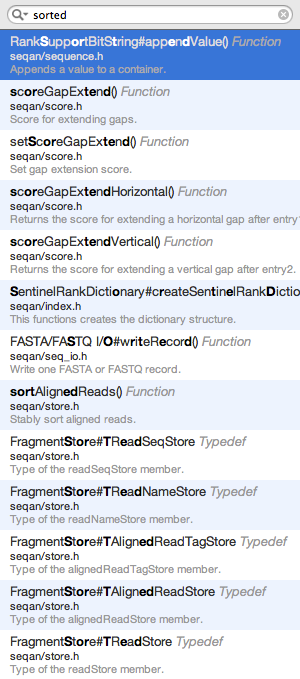 sorted
RankSupportBitString#appendValue() Function
seqan/sequence.h
Appends a value to a container.
scoreGapExtend() Function
seqan/score.h
Score for extending gaps.
setScoreGapExtend() Function
seqan/score.h
Set gap extension score.
scoreGapExtendHorizontal() Function
seqan/score.h
Returns the score for extending a horizontal gap after entry
scoreGapExtendVertical() Function
seqan/score.h
Returns the score for extending a vertical gap after entry2.
SentinelRankDictionary#createSentinelRankDictio
seqan/index.h
This functions creates the dictionary structure.
FASTA/FASTQ I/O#writeRecord() Function
seqan/seq_io.h
Write one FASTA or FASTQ record.
sortAlignedReads() Function
seqan/store.h
Stably sort aligned reads.
FragmentStore#TReadSeqStore Typedef
seqan/store.h
Type of the readSeqStore member.
FragmentStore#TReadNameStore Typedef
seqan/store.h
Type of the readNameStore member.
FragmentStore#TAlignedReadTagStore Typedef
seqan/store.h
Type of the alignedReadTagStore member.
FragmentStore#TAlignedReadStore Typedef
seqan/store.h
Type of the alignedReadStore member.
FragmentStore#TReadStore Typedef
seqan/store.h
Type of the readStore member.